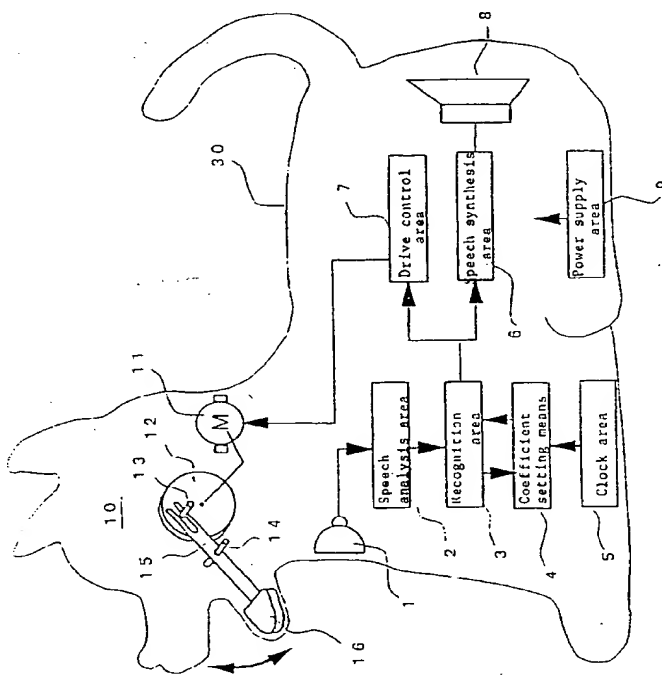 8
30
7
Drive control
area
Speech synthesis
area
6
Power supply
area
9
11
M
12
13
10
14
15
16
1
Speech
analysis area
2
Recognition
area
3
Coefficient
setting means
4
Clock area
5